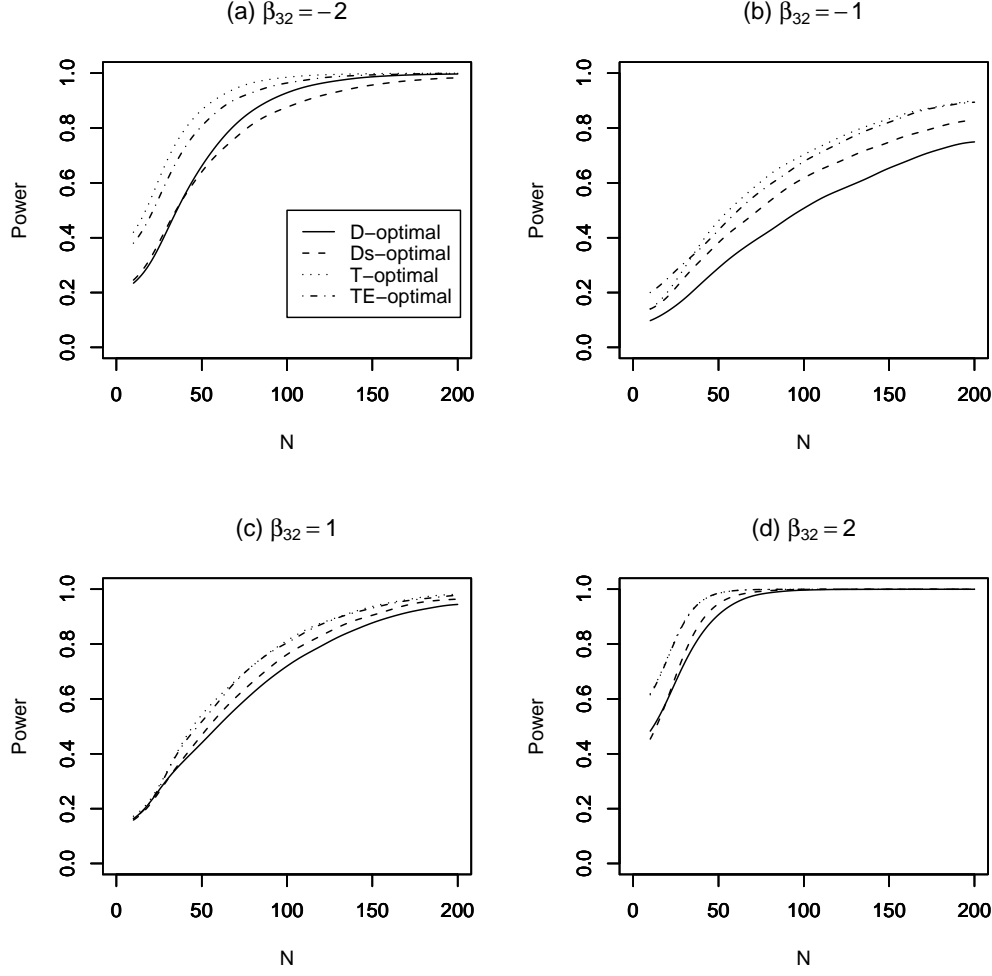 (a) β₃₂ = −2
Power
1.0
0.8
0.6
0.4
0.2
0.0
D−optimal
Ds−optimal
T−optimal
TE−optimal
0 50 100 150 200
N
(b) β₃₂ = −1
Power
1.0
0.8
0.6
0.4
0.2
0.0
0 50 100 150 200
N
(c) β₃₂ = 1
Power
1.0
0.8
0.6
0.4
0.2
0.0
0 50 100 150 200
N
(d) β₃₂ = 2
Power
1.0
0.8
0.6
0.4
0.2
0.0
0 50 100 150 200
N